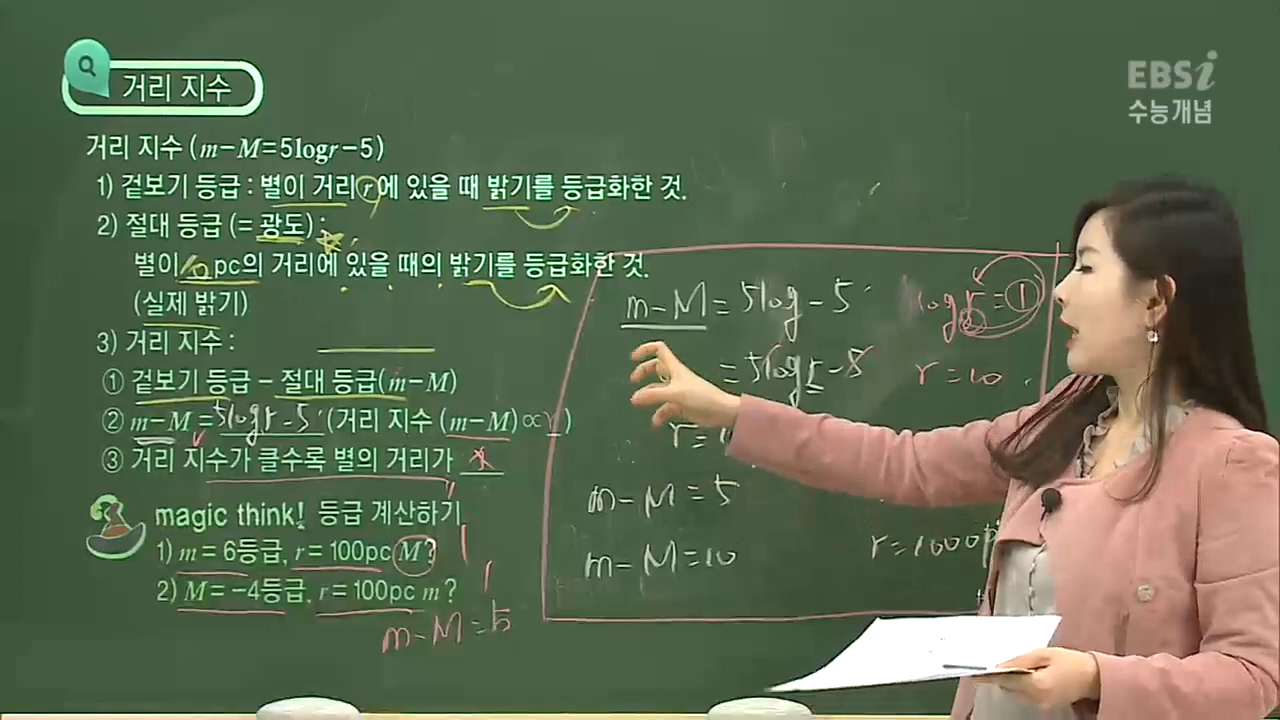 거리 지수
EBSi
수능개념
거리 지수 (m-M=5logr-5)
1) 겉보기 등급 : 별이 거리 r에 있을 때 밝기를 등급화한 것.
2) 절대 등급 (= 광도) :
별이 10 pc의 거리에 있을 때의 밝기를 등급화한 것.
(실제 밝기)
3) 거리 지수 :
① 겉보기 등급 - 절대 등급(m-M)
② m-M=5logr-5 (거리 지수 (m-M)∝r)
③ 거리 지수가 클수록 별의 거리가
magic think! 등급 계산하기
1) m = 6등급, r = 100pc M?
2) M = -4등급, r = 100pc m?
m-M=5
m-M=5log-5
=5logr-5
m-M=5
m-M=10
logr=1
r=10
r=1000p